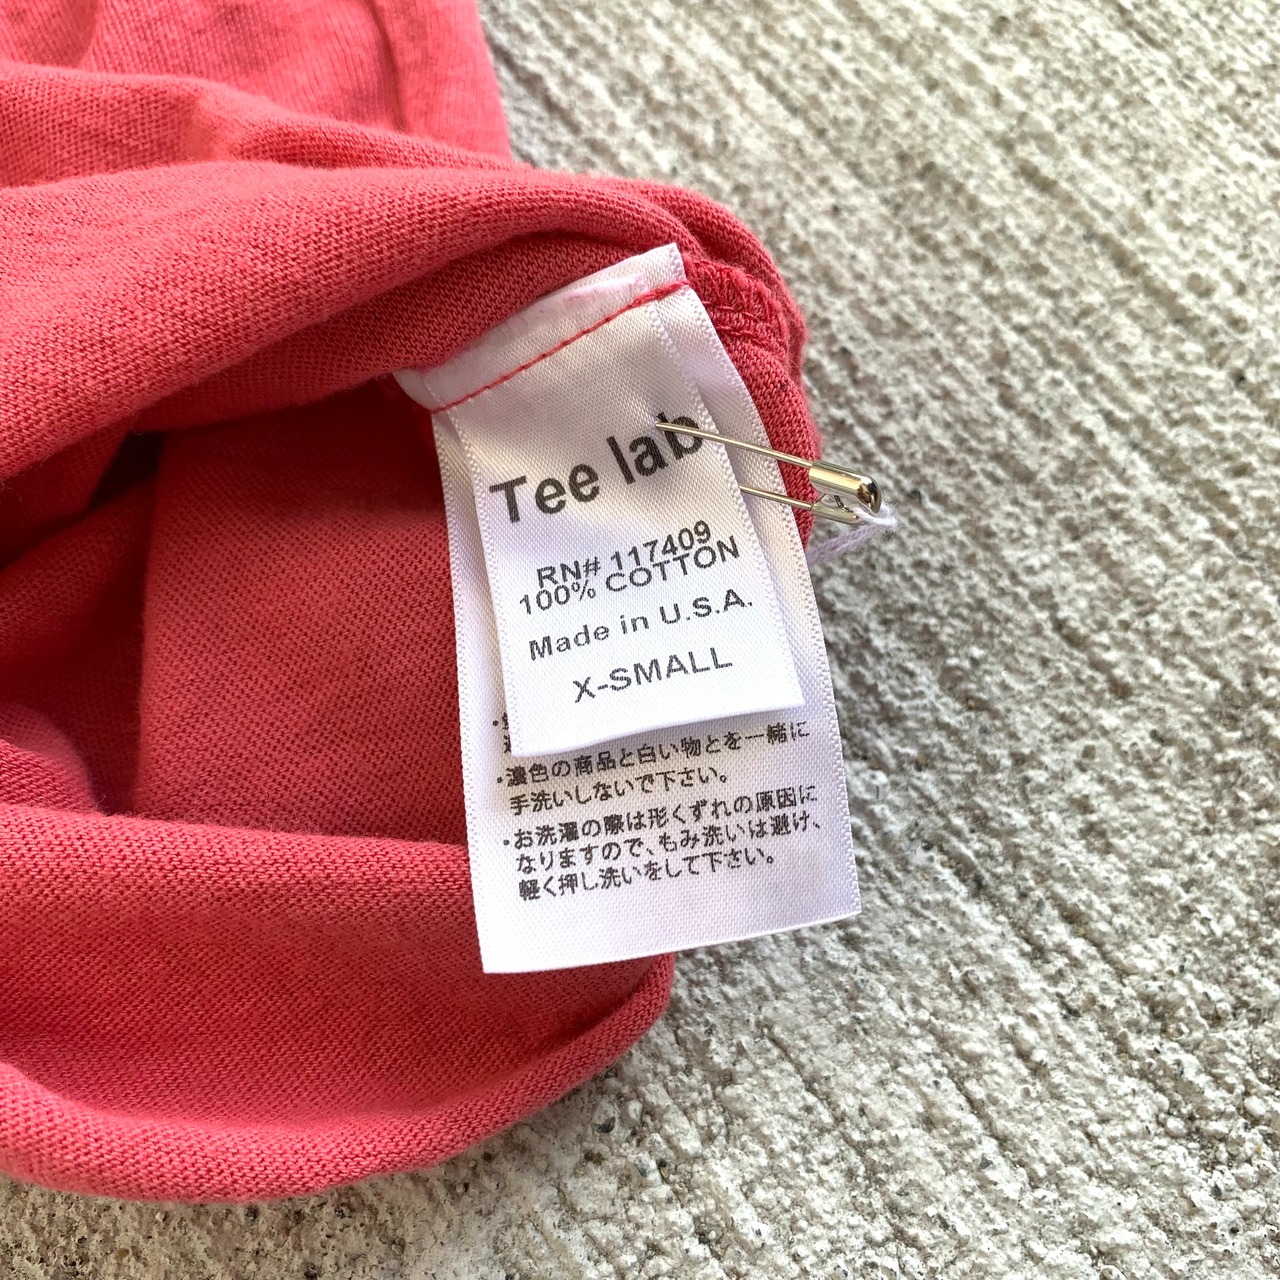 Tee lab
RN# 117409
100% COTTON
Made in U.S.A.
X-SMALL
・濃色の商品と白い物とを一緒に
手洗いしないで下さい。
・お洗濯の際は形くずれの原因に
なりますので、もみ洗いは避け、
軽く押し洗いをして下さい。